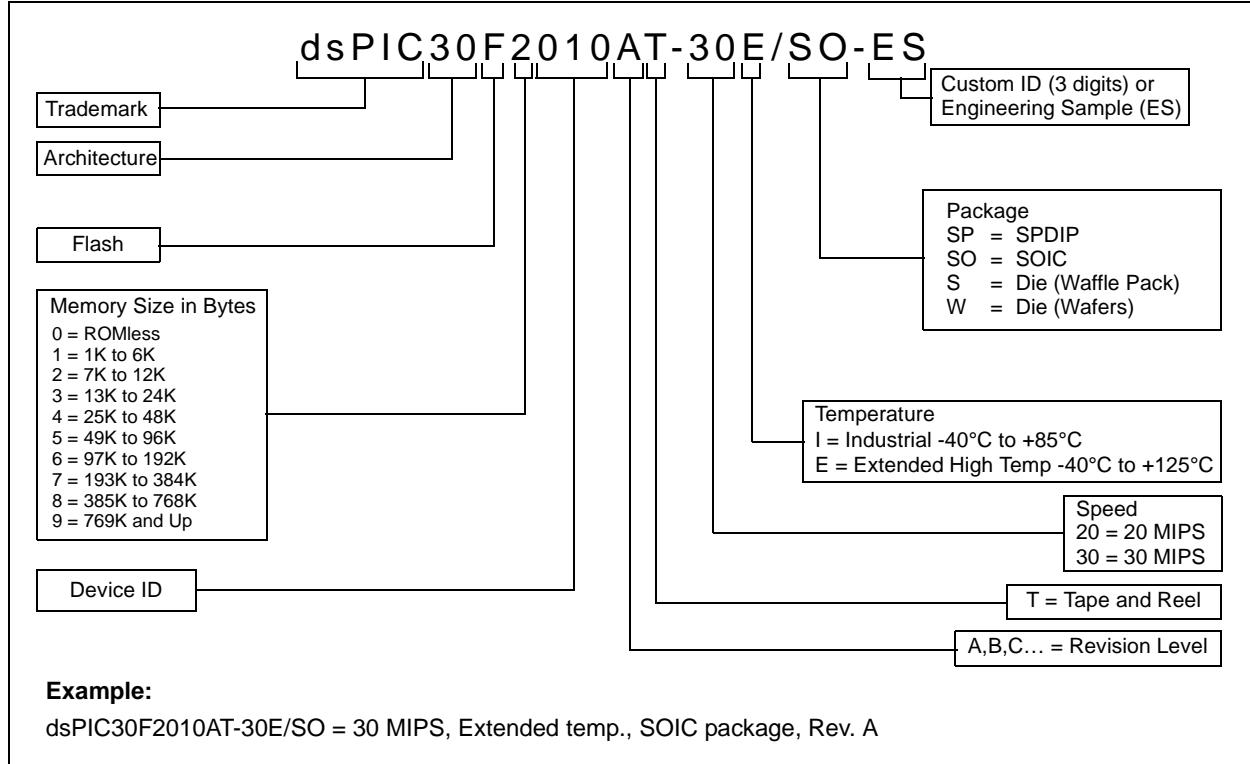 dsPIC30F2010AT-30E/SO-ES
Trademark
Architecture
Flash
Memory Size in Bytes
0 = ROMless
1 = 1K to 6K
2 = 7K to 12K
3 = 13K to 24K
4 = 25K to 48K
5 = 49K to 96K
6 = 97K to 192K
7 = 193K to 384K
8 = 385K to 768K
9 = 769K and Up
Device ID
Custom ID (3 digits) or
Engineering Sample (ES)
Package
SP = SPDIP
SO = SOIC
S = Die (Waffle Pack)
W = Die (Wafers)
Temperature
I = Industrial -40°C to +85°C
E = Extended High Temp -40°C to +125°C
Speed
20 = 20 MIPS
30 = 30 MIPS
T = Tape and Reel
A,B,C… = Revision Level
Example:
dsPIC30F2010AT-30E/SO = 30 MIPS, Extended temp., SOIC package, Rev. A